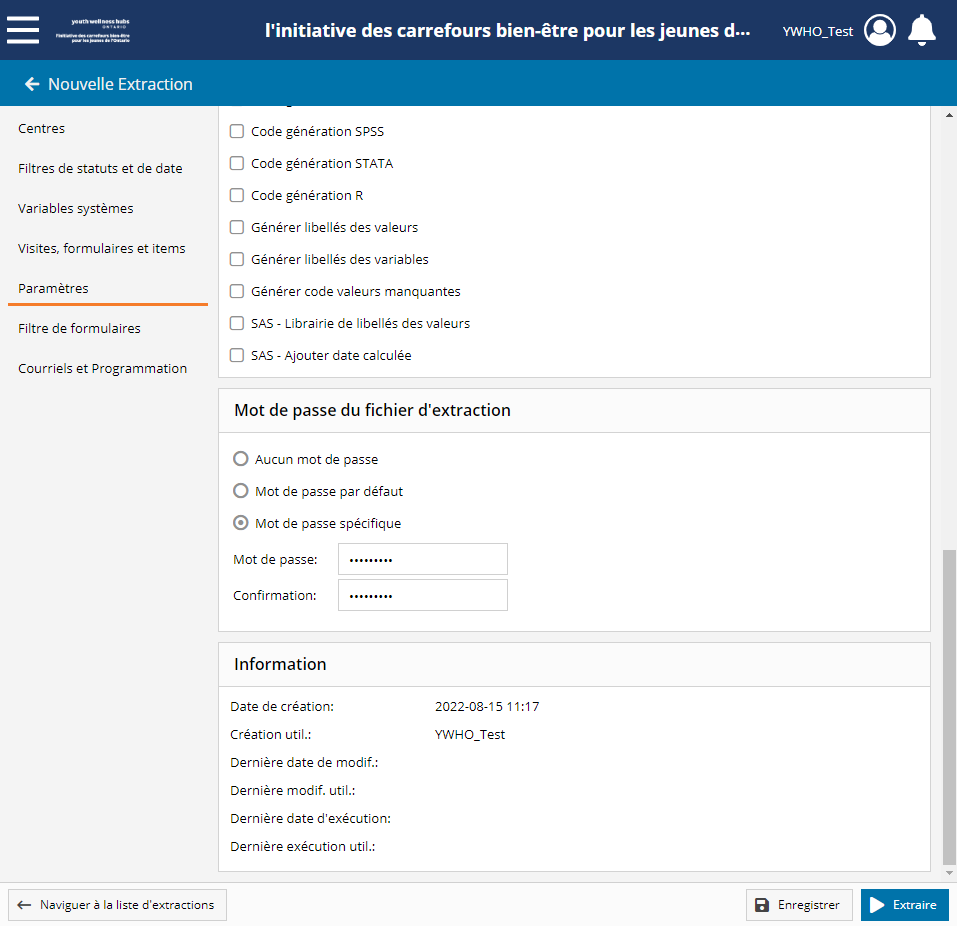 youth wellness hubs
ONTARIO
l'initiative des carrefours bien-être
pour les jeunes de l'Ontario
l'initiative des carrefours bien-être pour les jeunes d...
YWHO_Test
Nouvelle Extraction
Centres
Filtres de statuts et de date
Variables systèmes
Visites, formulaires et items
Paramètres
Filtre de formulaires
Courriels et Programmation
Code génération SPSS
Code génération STATA
Code génération R
Générer libellés des valeurs
Générer libellés des variables
Générer code valeurs manquantes
SAS - Librairie de libellés des valeurs
SAS - Ajouter date calculée
Mot de passe du fichier d'extraction
Aucun mot de passe
Mot de passe par défaut
Mot de passe spécifique
Mot de passe: •••••••••
Confirmation: •••••••••
Information
Date de création: 2022-08-15 11:17
Création util.: YWHO_Test
Dernière date de modif.:
Dernière modif. util.:
Dernière date d'exécution:
Dernière exécution util.:
Naviguer à la liste d'extractions
Enregistrer
Extraire